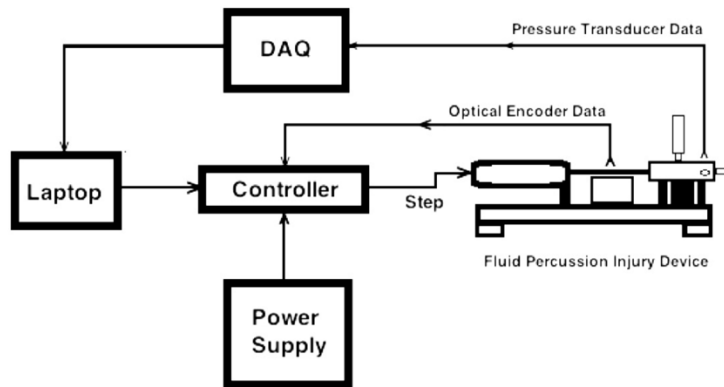 Pressure Transducer Data
DAQ
Optical Encoder Data
Laptop
Controller
Step
Fluid Percussion Injury Device
Power
Supply